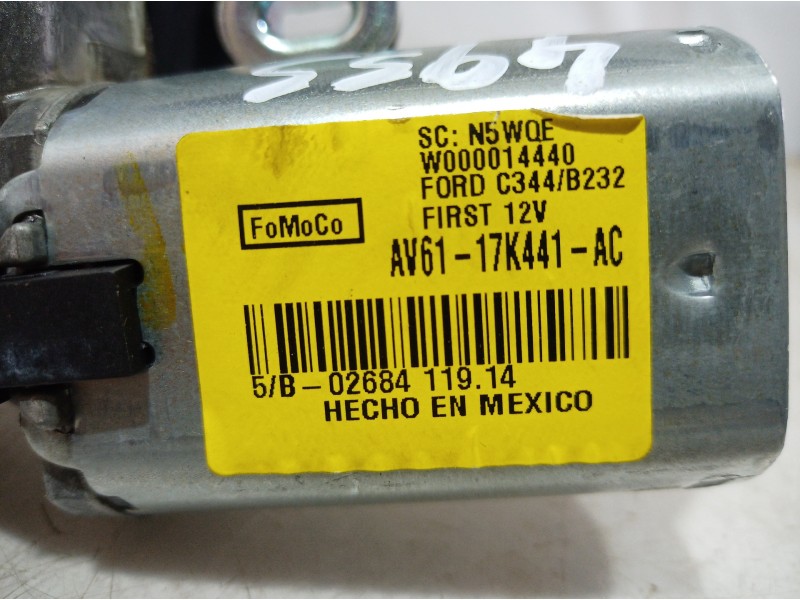 5564
SC: N5WQE
W000014440
FORD C344/B232
FoMoCo
FIRST 12V
AV61-17K441-AC
5/B-02684 119.14
HECHO EN MEXICO